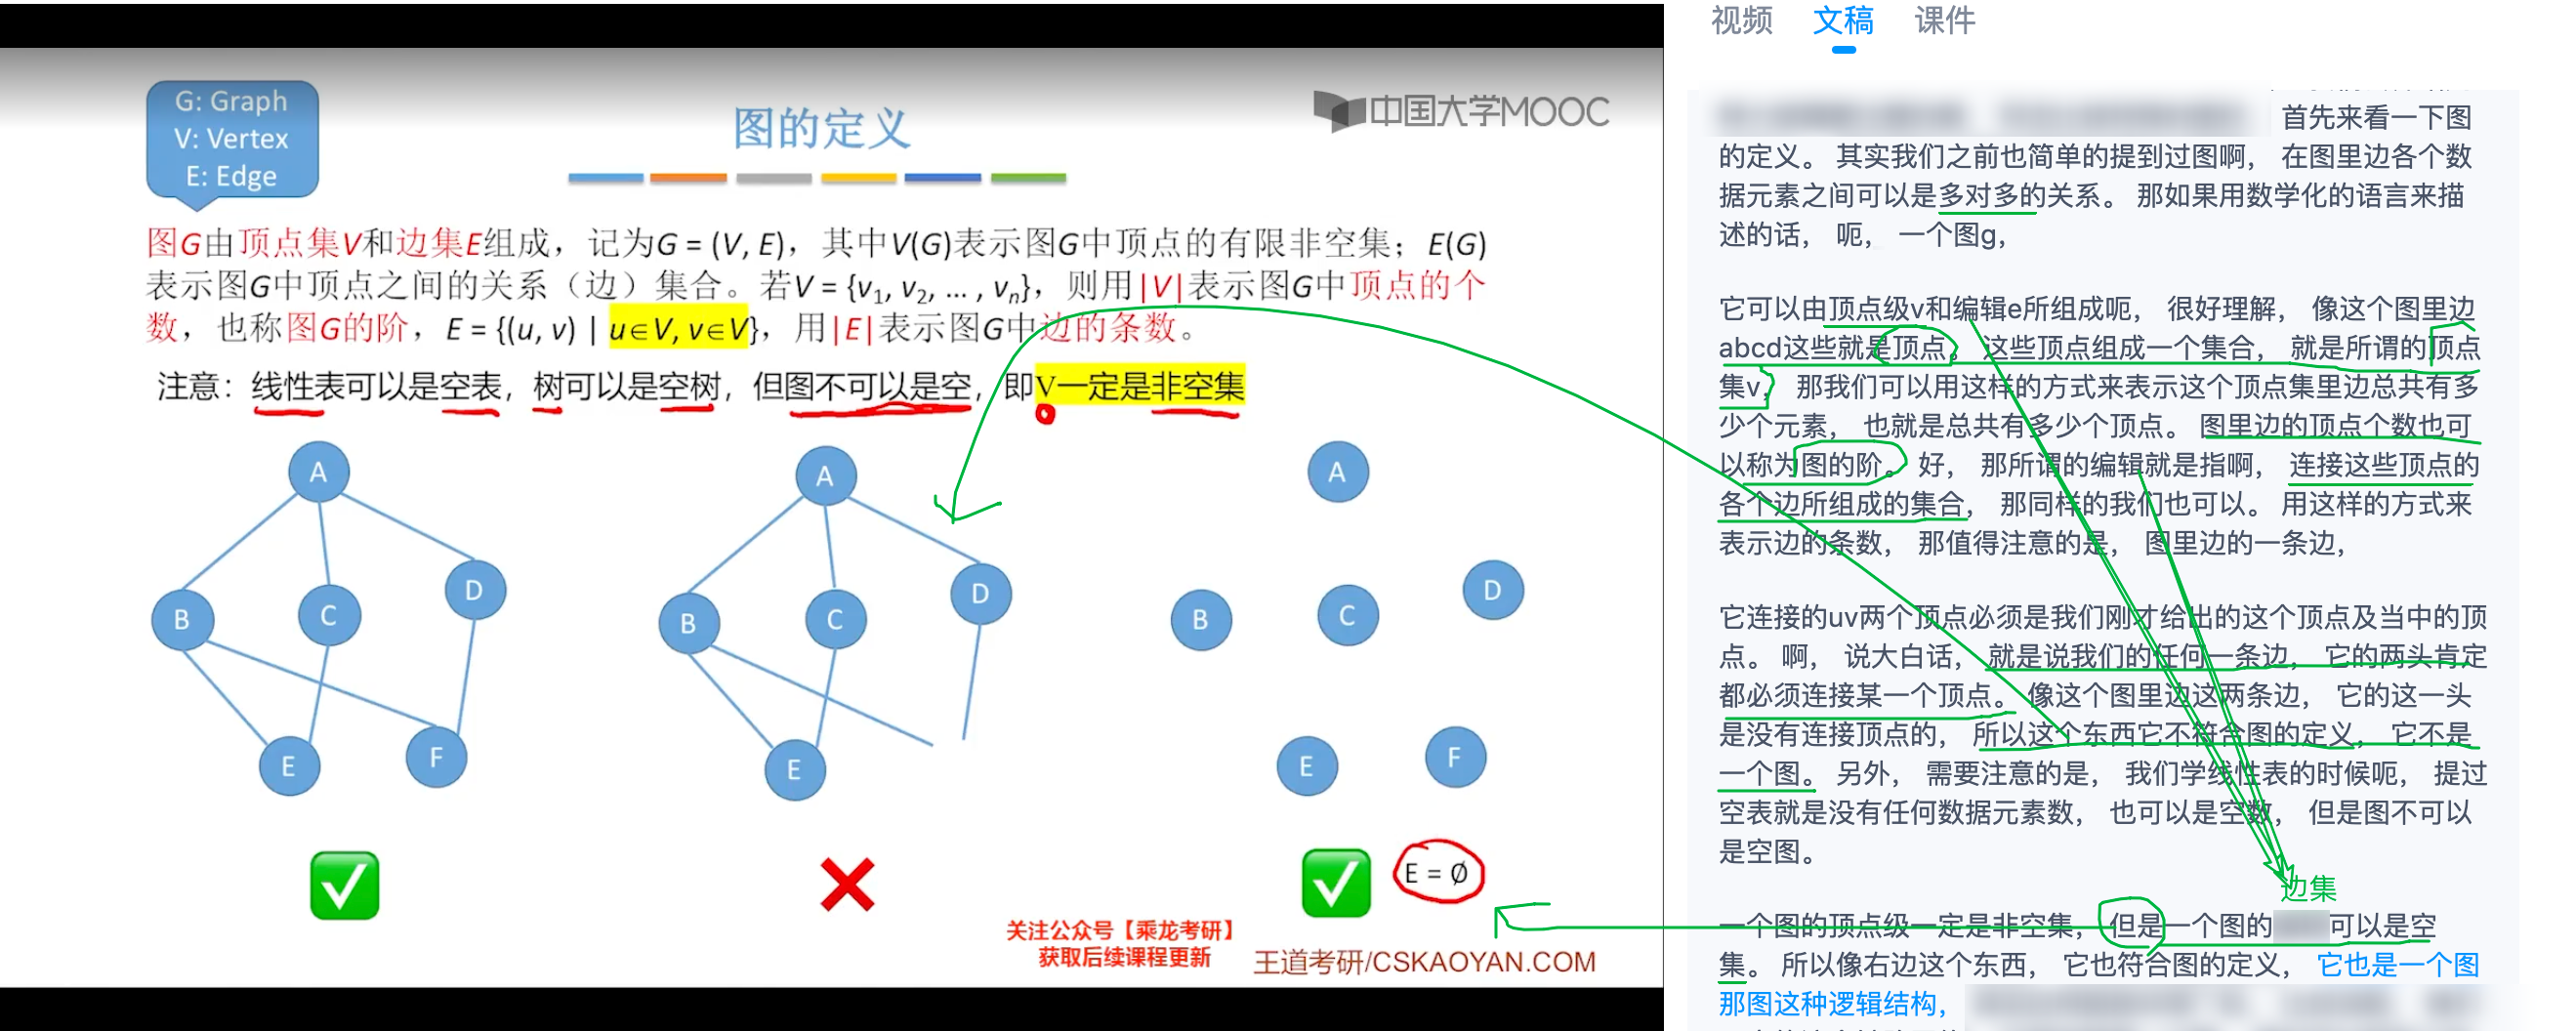 G: Graph
V: Vertex
E: Edge
图的定义
中国大学MOOC
图G由顶点集V和边集E组成，记为G = (V, E)，其中V(G)表示图G中顶点的有限非空集；E(G)
表示图G中顶点之间的关系（边）集合。若V = {v₁, v₂, … , vₙ}，则用|V|表示图G中顶点的个
数，也称图G的阶，E = {(u, v) | u∈V, v∈V}，用|E|表示图G中边的条数。
注意：线性表可以是空表，树可以是空树，但图不可以是空，即V一定是非空集
A
B
C
D
E
F
A
B
C
D
E
A
B
C
D
E
F
E = Ø
关注公众号【乘龙考研】
获取后续课程更新
王道考研/CSKAOYAN.COM
视频 文稿 课件
首先来看一下图
的定义。 其实我们之前也简单的提到过图啊， 在图里边各个数
据元素之间可以是多对多的关系。 那如果用数学化的语言来描
述的话， 呃， 一个图g，
它可以由顶点级v和编辑e所组成呃， 很好理解， 像这个图里边
abcd这些就是顶点。 这些顶点组成一个集合， 就是所谓的顶点
集v， 那我们可以用这样的方式来表示这个顶点集里边总共有多
少个元素， 也就是总共有多少个顶点。 图里边的顶点个数也可
以称为图的阶。 好， 那所谓的编辑就是指啊， 连接这些顶点的
各个边所组成的集合， 那同样的我们也可以。 用这样的方式来
表示边的条数， 那值得注意的是， 图里边的一条边，
它连接的uv两个顶点必须是我们刚才给出的这个顶点及当中的顶
点。 啊， 说大白话， 就是说我们的任何一条边， 它的两头肯定
都必须连接某一个顶点。 像这个图里边这两条边， 它的这一头
是没有连接顶点的， 所以这个东西它不符合图的定义， 它不是
一个图。 另外， 需要注意的是， 我们学线性表的时候呃， 提过
空表就是没有任何数据元素数， 也可以是空数， 但是图不可以
是空图。
边集
一个图的顶点级一定是非空集， 但是一个图的 可以是空
集。 所以像右边这个东西， 它也符合图的定义， 它也是一个图
那图这种逻辑结构，